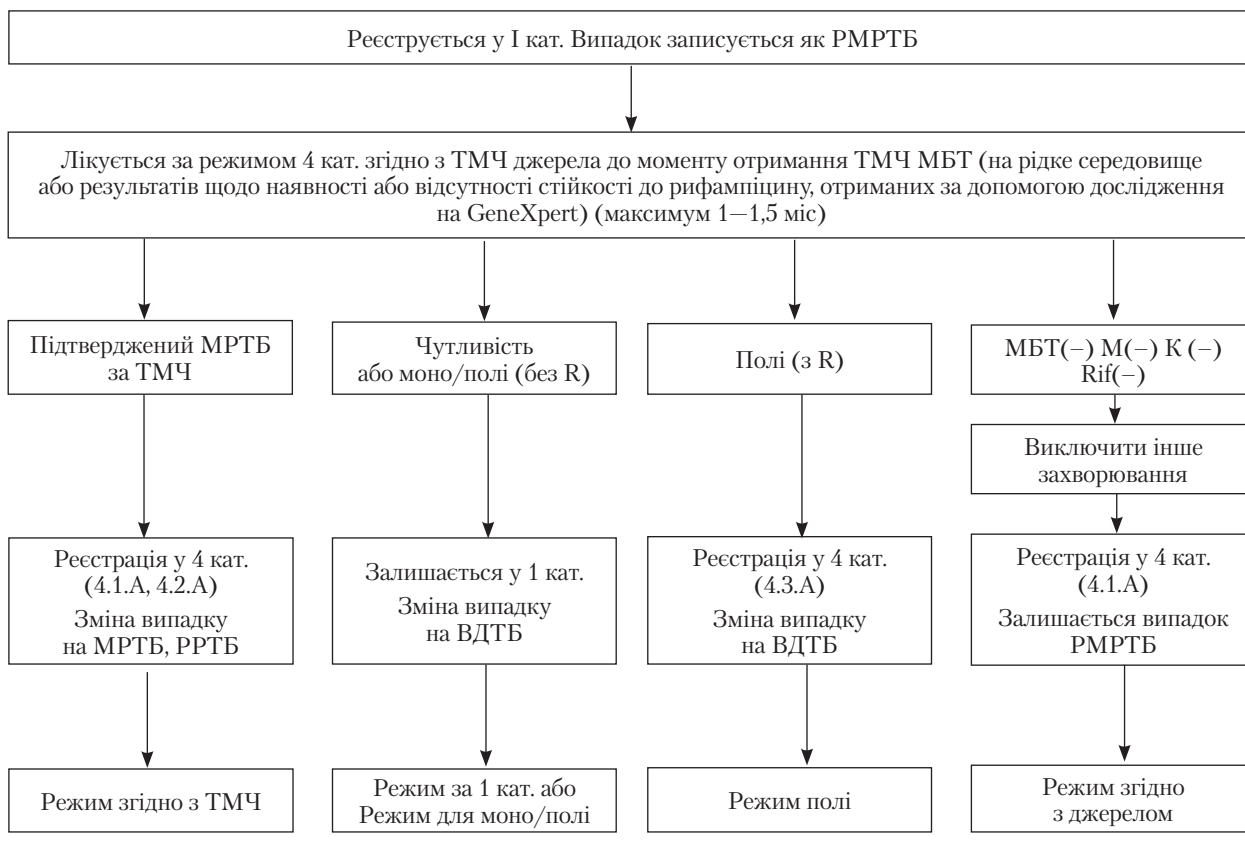 Реєструється у I кат. Випадок записується як РМРТБ
Лікується за режимом 4 кат. згідно з ТМЧ джерела до моменту отримання ТМЧ МБТ (на рідке середовище
або результатів щодо наявності або відсутності стійкості до рифампіцину, отриманих за допомогою дослідження
на GeneXpert) (максимум 1—1,5 міс)
Підтверджений МРТБ
за ТМЧ
Чутливість
або моно/полі (без R)
Полі (з R)
МБТ(−) М(−) К (−)
Rif(−)
Виключити інше
захворювання
Реєстрація у 4 кат.
(4.1.А, 4.2.А)
Зміна випадку
на МРТБ, РРТБ
Залишається у 1 кат.
Зміна випадку
на ВДТБ
Реєстрація у 4 кат.
(4.3.А)
Зміна випадку
на ВДТБ
Реєстрація у 4 кат.
(4.1.А)
Залишається випадок
РМРТБ
Режим згідно з ТМЧ
Режим за 1 кат. або
Режим для моно/полі
Режим полі
Режим згідно
з джерелом